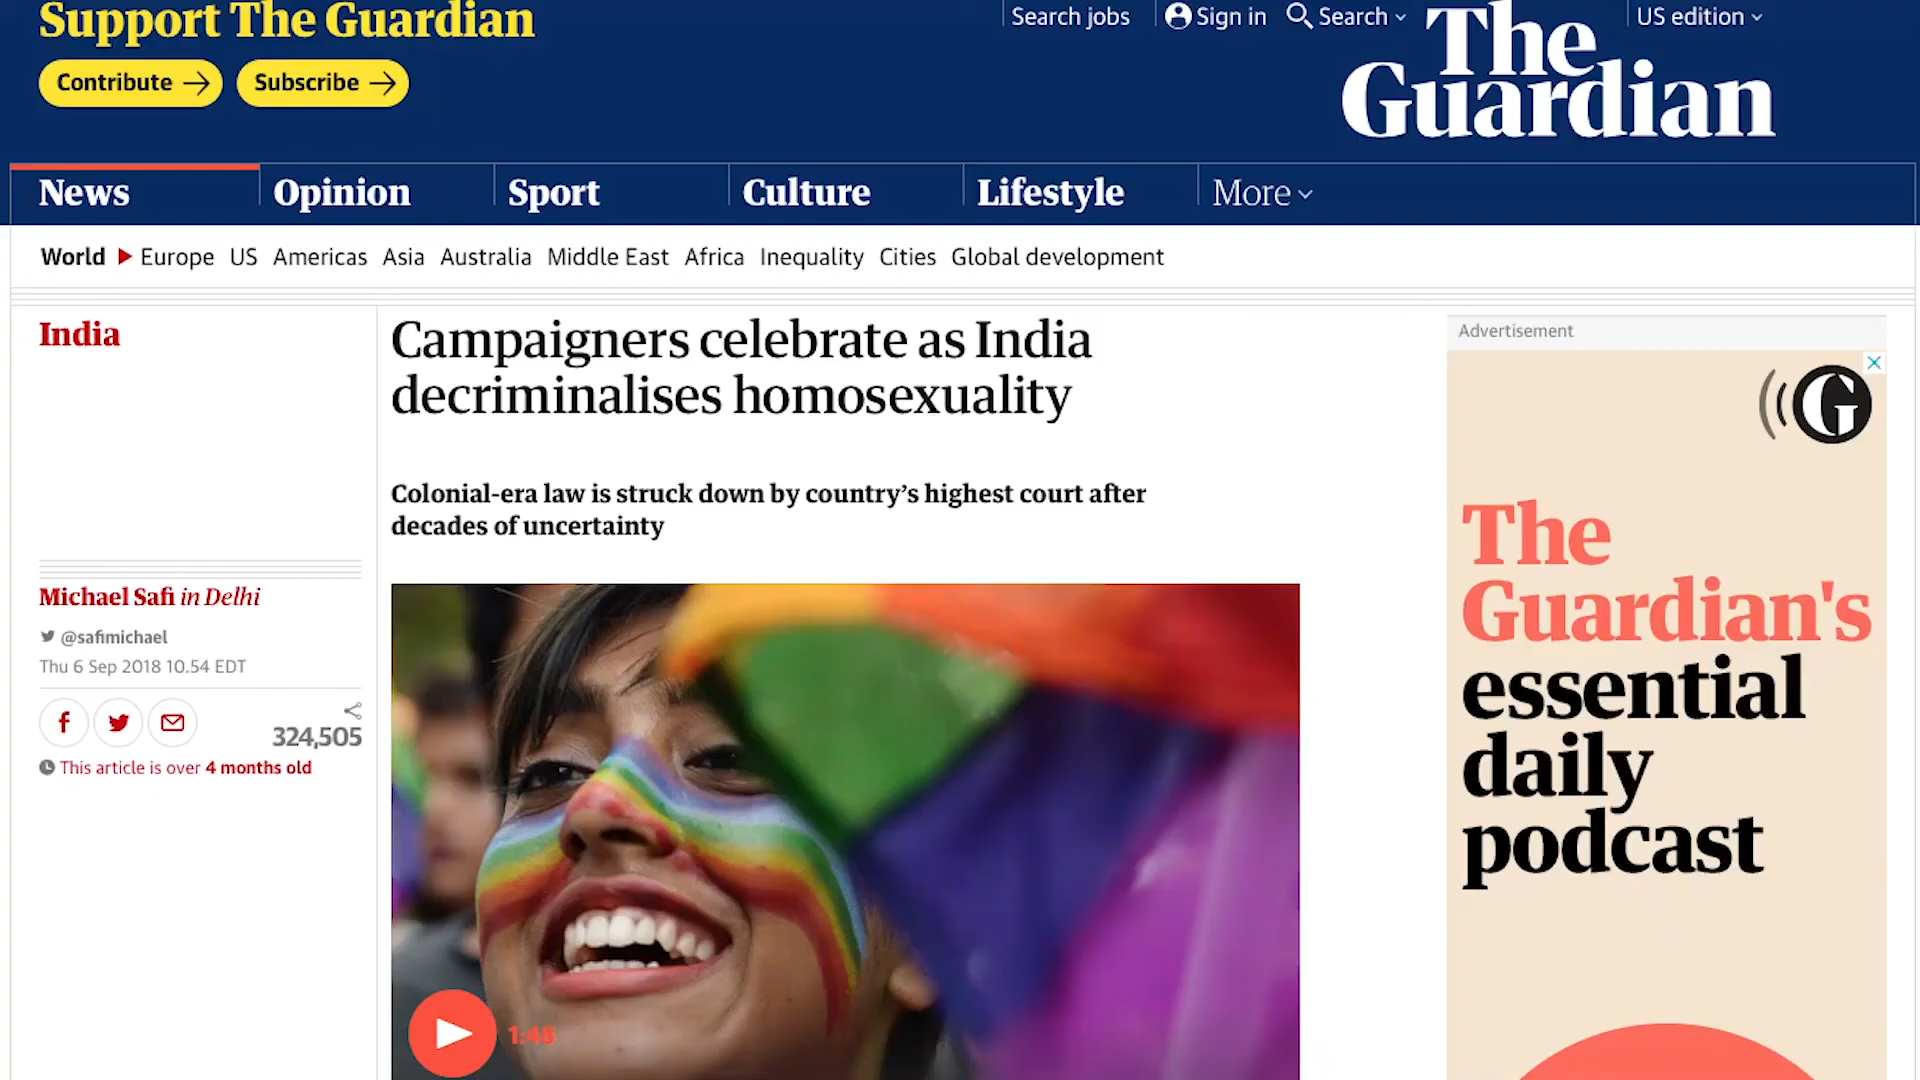 Support The Guardian
Search jobs
Sign in
Search
US edition
The
Guardian
Contribute
Subscribe
News
Opinion
Sport
Culture
Lifestyle
More
World
Europe
US
Americas
Asia
Australia
Middle East
Africa
Inequality
Cities
Global development
India
Campaigners celebrate as India
decriminalises homosexuality
Colonial-era law is struck down by country’s highest court after
decades of uncertainty
Michael Safi in Delhi
@safimichael
Thu 6 Sep 2018 10.54 EDT
324,505
This article is over 4 months old
1:48
Advertisement
G
The
Guardian's
essential
daily
podcast